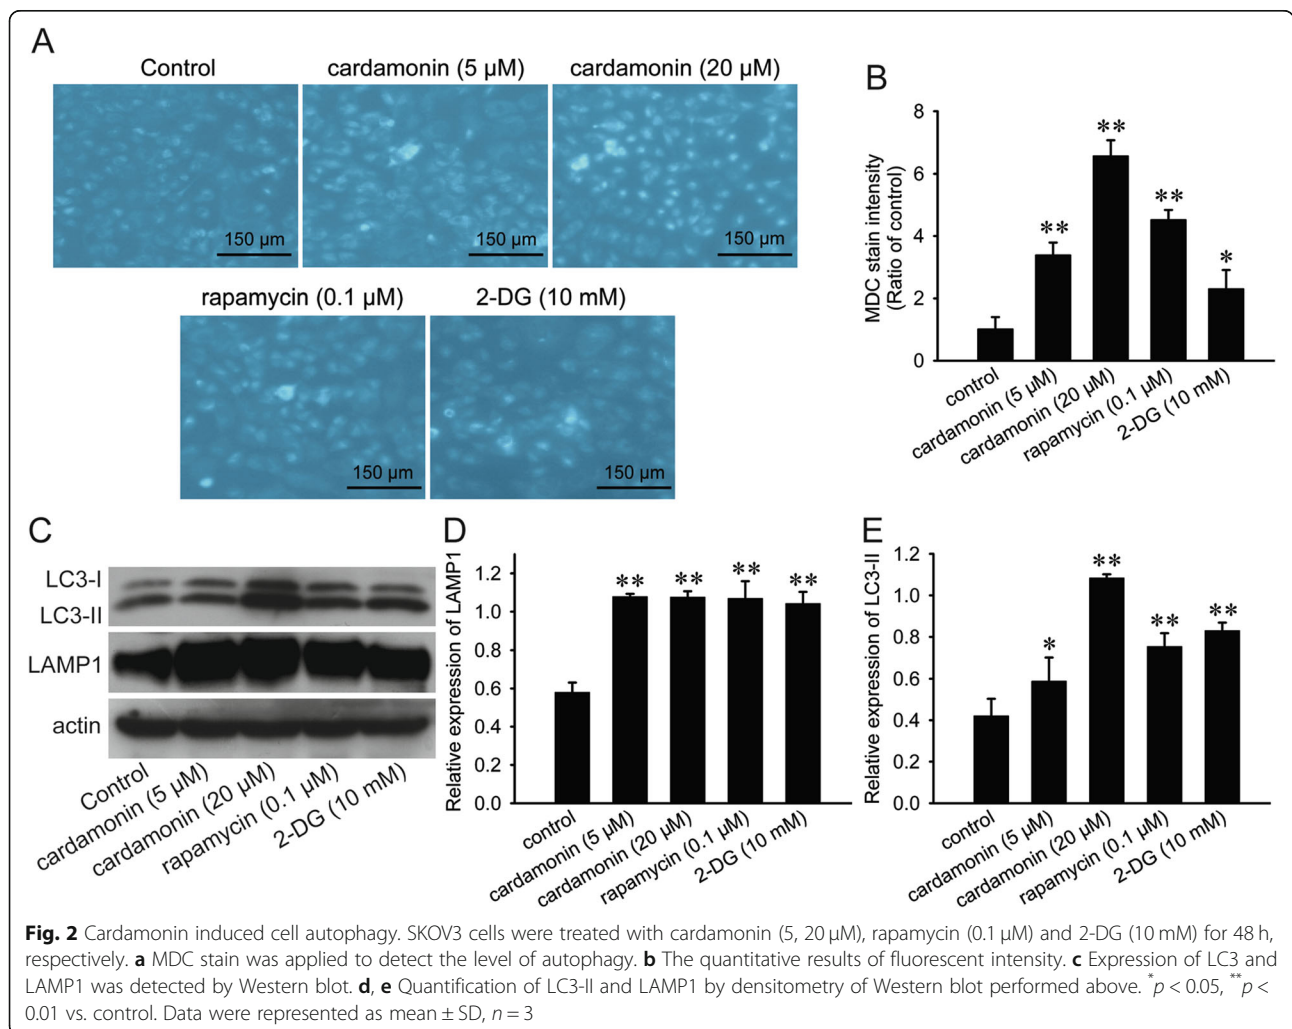 A
Control
cardamonin (5 µM)
cardamonin (20 µM)
150 µm
150 µm
150 µm
rapamycin (0.1 µM)
2-DG (10 mM)
150 µm
150 µm
B
MDC stain intensity
(Ratio of control)
8
6
4
2
0
**
**
**
*
control
cardamonin (5 µM)
cardamonin (20 µM)
rapamycin (0.1 µM)
2-DG (10 mM)
C
LC3-I
LC3-II
LAMP1
actin
Control
cardamonin (5 µM)
cardamonin (20 µM)
rapamycin (0.1 µM)
2-DG (10 mM)
D
Relative expression of LAMP1
1.2
1.0
0.8
0.6
0.4
0.2
0.0
**
**
**
**
control
cardamonin (5 µM)
cardamonin (20 µM)
rapamycin (0.1 µM)
2-DG (10 mM)
E
Relative expression of LC3-II
1.2
1.0
0.8
0.6
0.4
0.2
0.0
*
**
**
**
control
cardamonin (5 µM)
cardamonin (20 µM)
rapamycin (0.1 µM)
2-DG (10 mM)
Fig. 2 Cardamonin induced cell autophagy. SKOV3 cells were treated with cardamonin (5, 20 µM), rapamycin (0.1 µM) and 2-DG (10 mM) for 48 h,
respectively. a MDC stain was applied to detect the level of autophagy. b The quantitative results of fluorescent intensity. c Expression of LC3 and
LAMP1 was detected by Western blot. d, e Quantification of LC3-II and LAMP1 by densitometry of Western blot performed above. *p < 0.05, **p <
0.01 vs. control. Data were represented as mean ± SD, n = 3